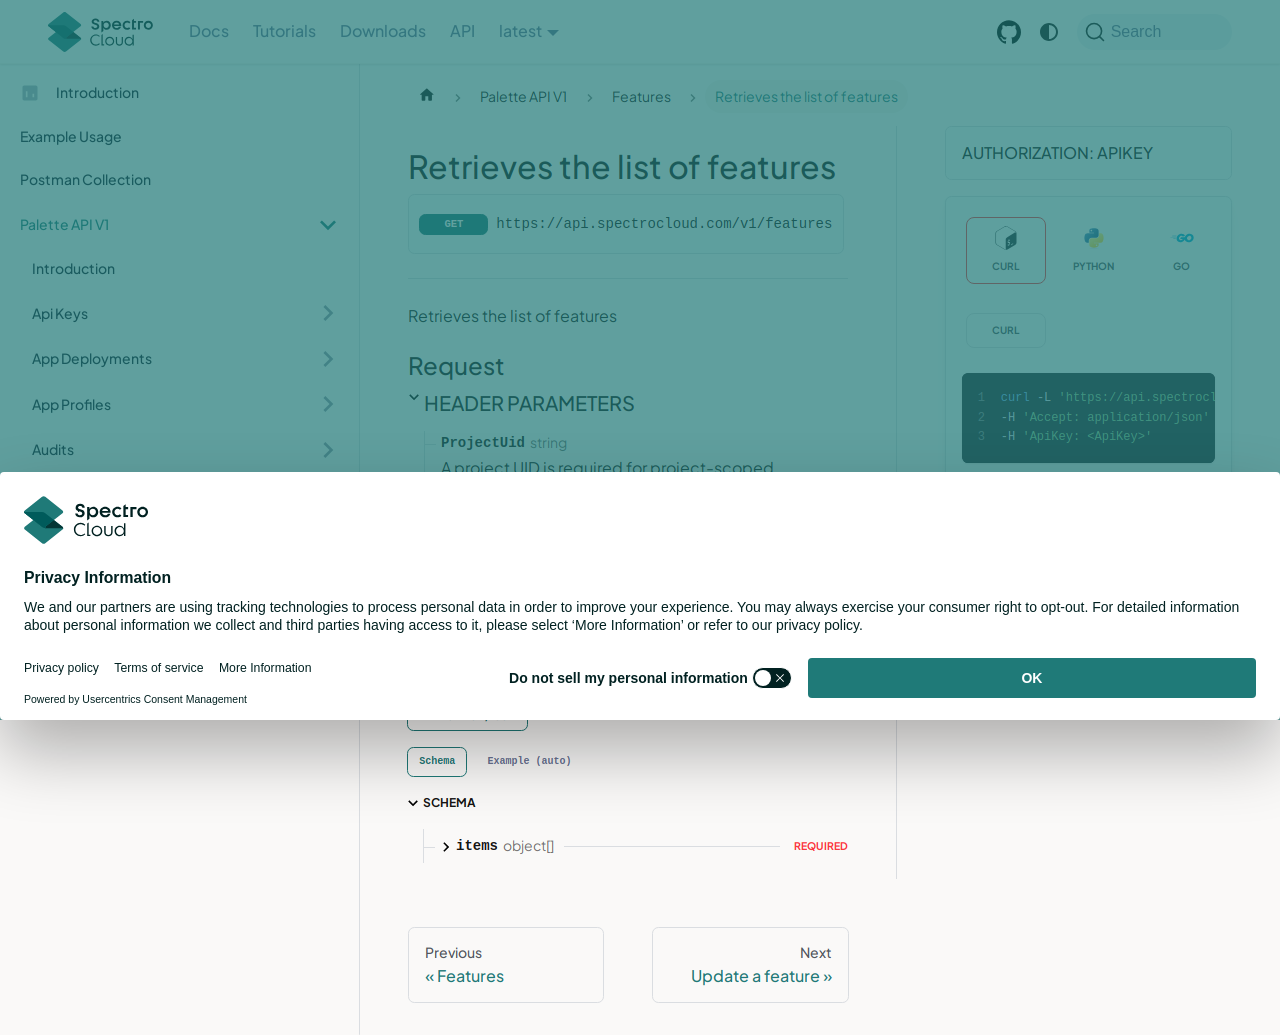 Spectro Cloud
Docs
Tutorials
Downloads
API
latest
Search
Introduction
Example Usage
Postman Collection
Palette API V1
Introduction
Api Keys
App Deployments
App Profiles
Audits
Palette API V1
Features
Retrieves the list of features
Retrieves the list of features
GET https://api.spectrocloud.com/v1/features
Retrieves the list of features
Request
HEADER PARAMETERS
ProjectUid string
A project UID is required for project-scoped
AUTHORIZATION: APIKEY
CURL
PYTHON
GO
CURL
1 curl -L 'https://api.spectrocl
2 -H 'Accept: application/json'
3 -H 'ApiKey: <ApiKey>'
Spectro Cloud
Privacy Information
We and our partners are using tracking technologies to process personal data in order to improve your experience. You may always exercise your consumer right to opt-out. For detailed information
about personal information we collect and third parties having access to it, please select ‘More Information’ or refer to our privacy policy.
Privacy policy
Terms of service
More Information
Powered by Usercentrics Consent Management
Do not sell my personal information
OK
Schema
Example (auto)
SCHEMA
items object[]
REQUIRED
Previous
« Features
Next
Update a feature »